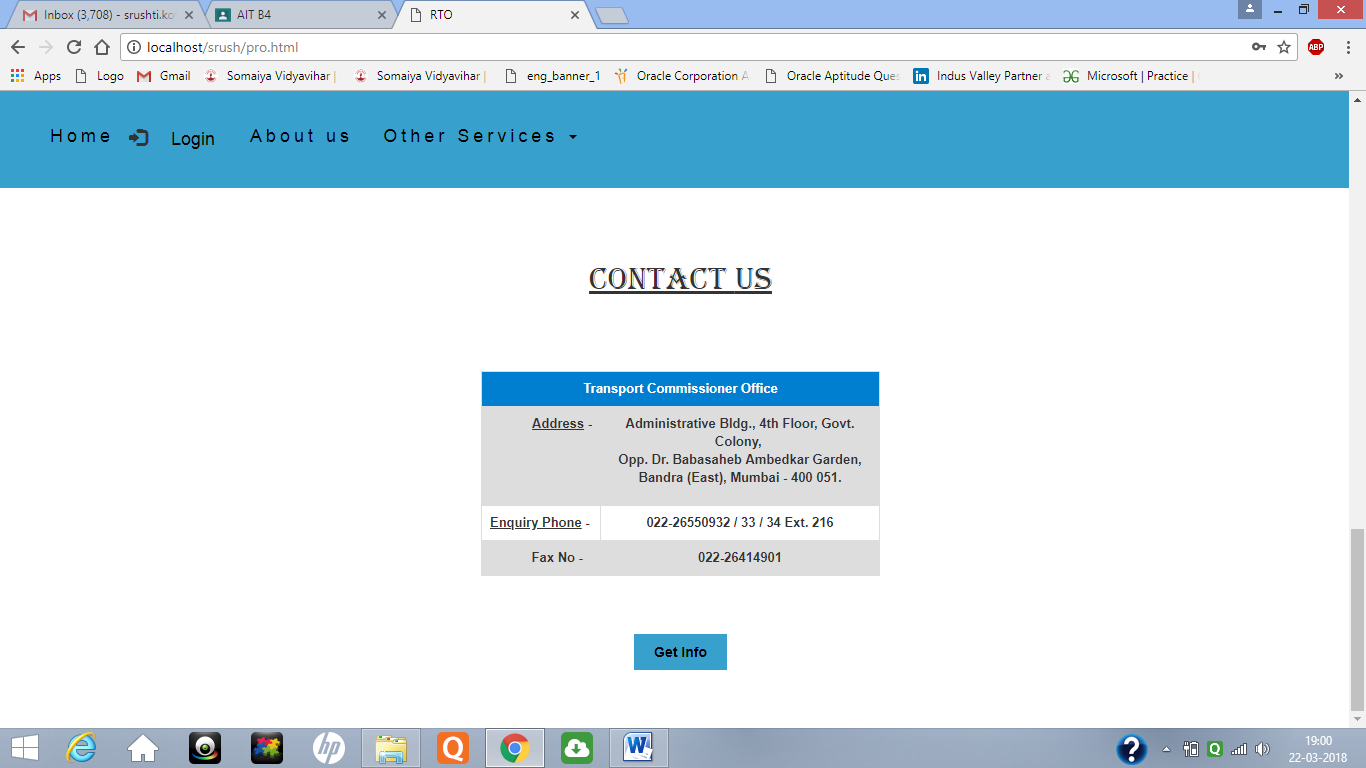 Inbox (3,708) - srushti.ko
AIT B4
RTO
localhost/srush/pro.html
ABP
Apps
Logo
Gmail
Somaiya Vidyavihar |
Somaiya Vidyavihar |
eng_banner_1
Oracle Corporation A
Oracle Aptitude Ques
Indus Valley Partner
Microsoft | Practice |
»
Home
Login
About us
Other Services
CONTACT US
Transport Commissioner Office
Address - Administrative Bldg., 4th Floor, Govt.
Colony,
Opp. Dr. Babasaheb Ambedkar Garden,
Bandra (East), Mumbai - 400 051.
Enquiry Phone - 022-26550932 / 33 / 34 Ext. 216
Fax No - 022-26414901
Get Info
19:00
22-03-2018